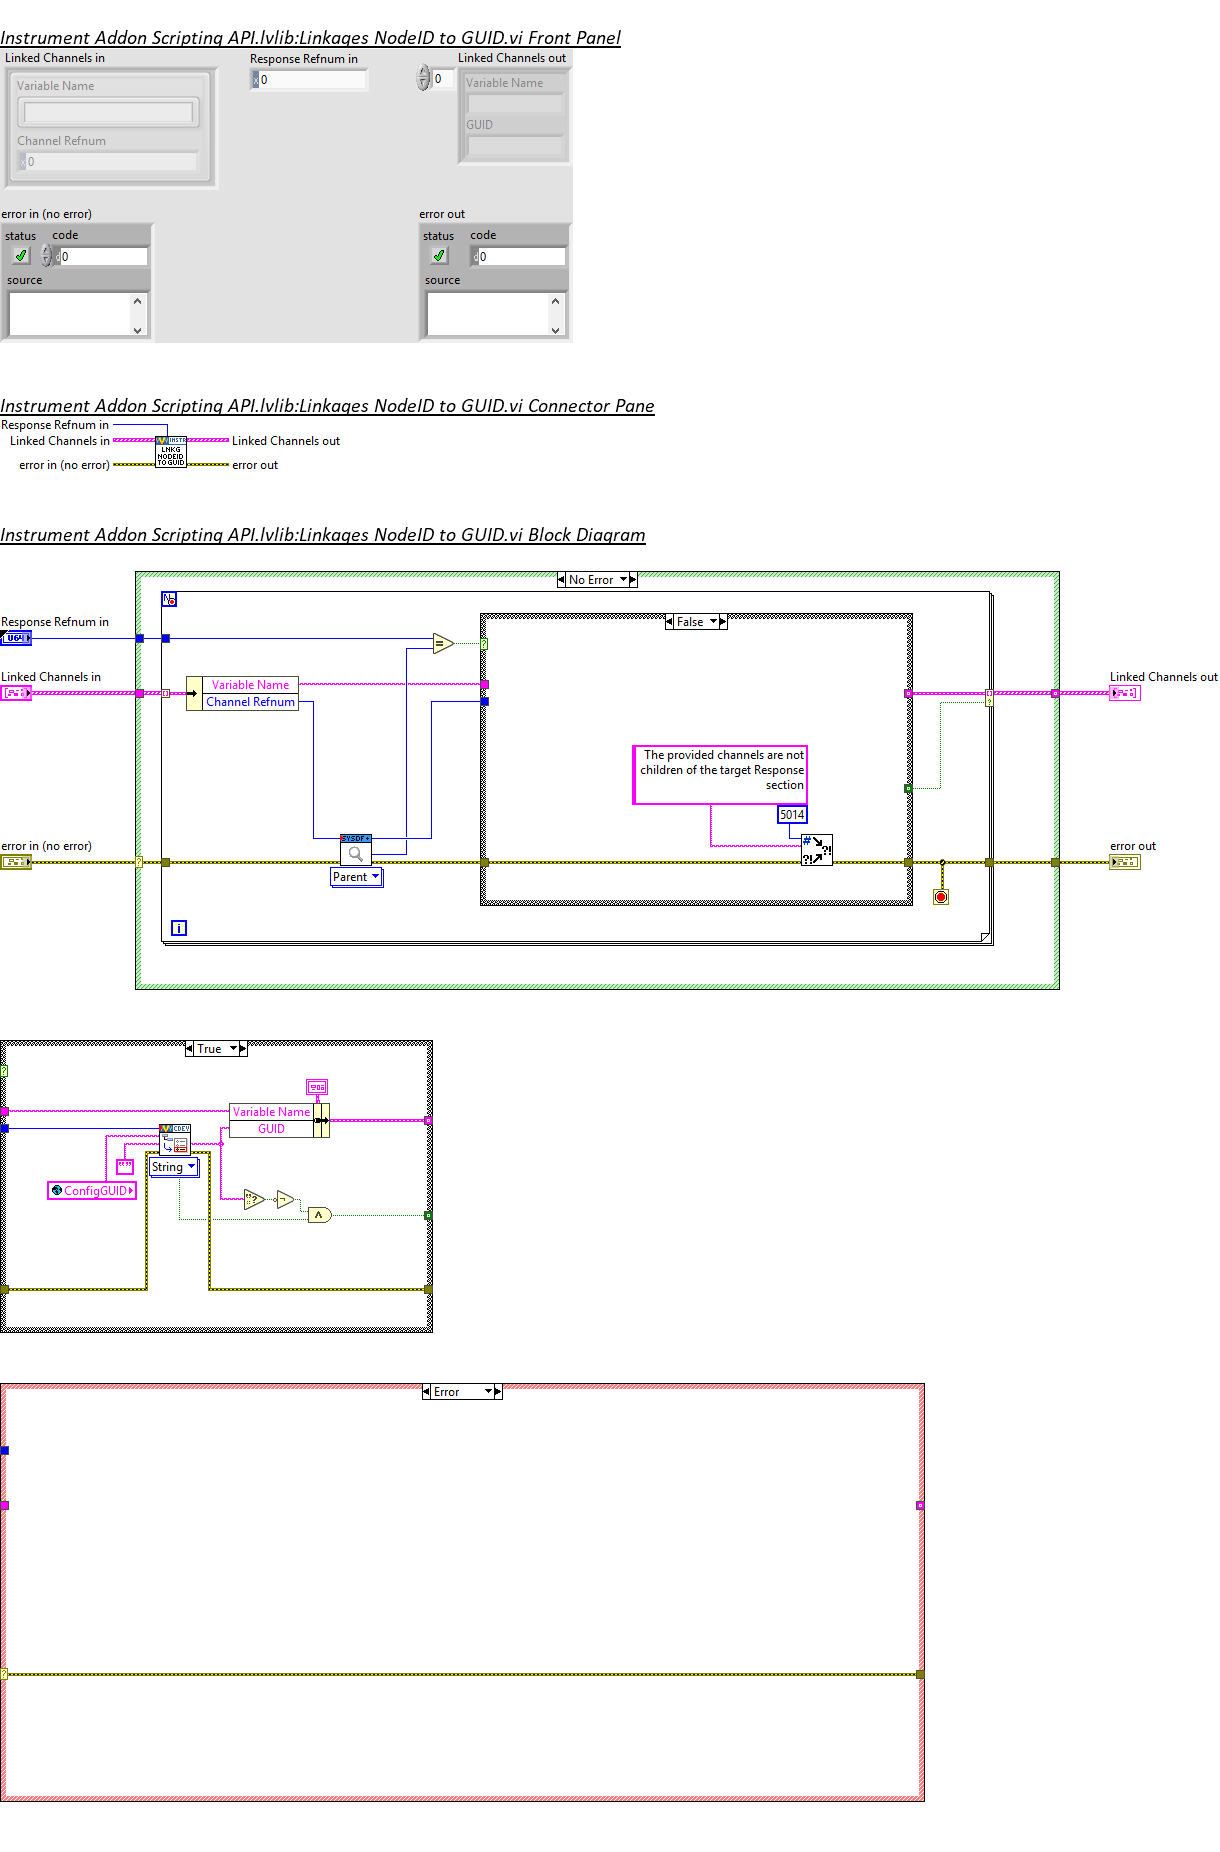 Instrument Addon Scripting API.lvlib:Linkages NodeID to GUID.vi Front Panel
Linked Channels in
Response Refnum in
Linked Channels out
Variable Name
x 0
0
Variable Name
GUID
Channel Refnum
x 0
error in (no error)
error out
status
code
status
code
d 0
d 0
source
source
Instrument Addon Scripting API.lvlib:Linkages NodeID to GUID.vi Connector Pane
Response Refnum in
Linked Channels in
Linked Channels out
INSTR
LNKG
NODEID
TO GUID
error in (no error)
error out
Instrument Addon Scripting API.lvlib:Linkages NodeID to GUID.vi Block Diagram
No Error
N
Response Refnum in
U64
False
=
?
Linked Channels in
Variable Name
Channel Refnum
Linked Channels out
?
The provided channels are not
children of the target Response
section
5014
SYSDF+
#
?!
?!
error in (no error)
?
Parent
error out
i
True
?
Variable Name
GUID
CDEV
" "
String
ConfigGUID
?
¬
∧
Error
?